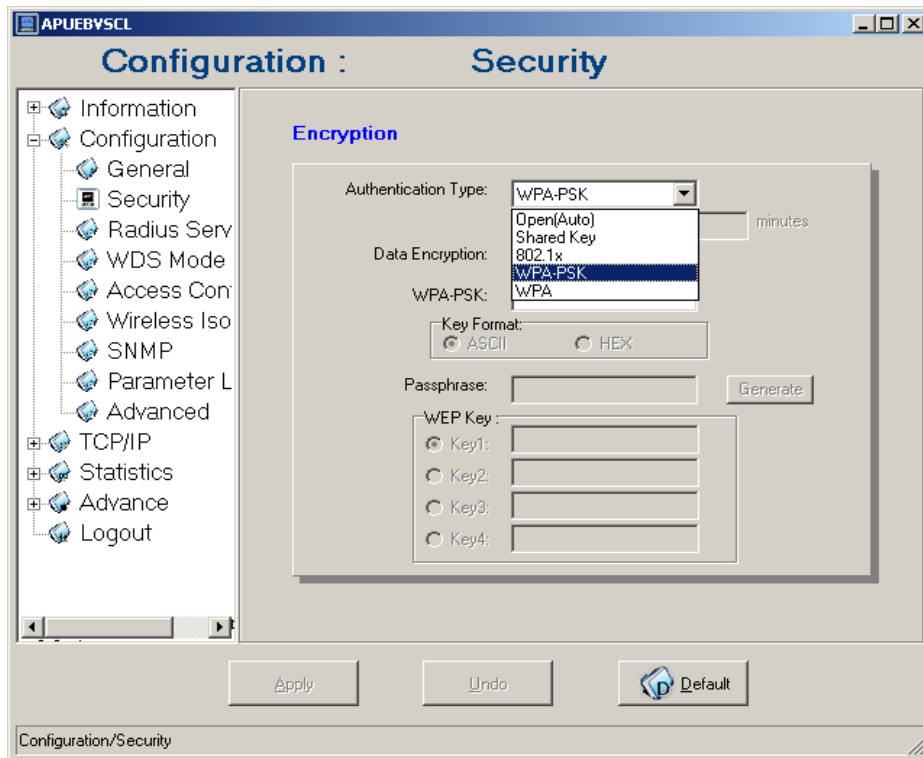 APUEBVSCL
Configuration : Security
Information
Configuration
General
Security
Radius Serv
WDS Mode
Access Con
Wireless Iso
SNMP
Parameter L
Advanced
TCP/IP
Statistics
Advance
Logout
Encryption
Authentication Type: WPA-PSK
minutes
Open(Auto)
Shared Key
802.1x
WPA-PSK
WPA
Data Encryption:
WPA-PSK:
Key Format:
ASCII HEX
Passphrase: Generate
WEP Key :
Key1:
Key2:
Key3:
Key4:
Apply Undo Default
Configuration/Security